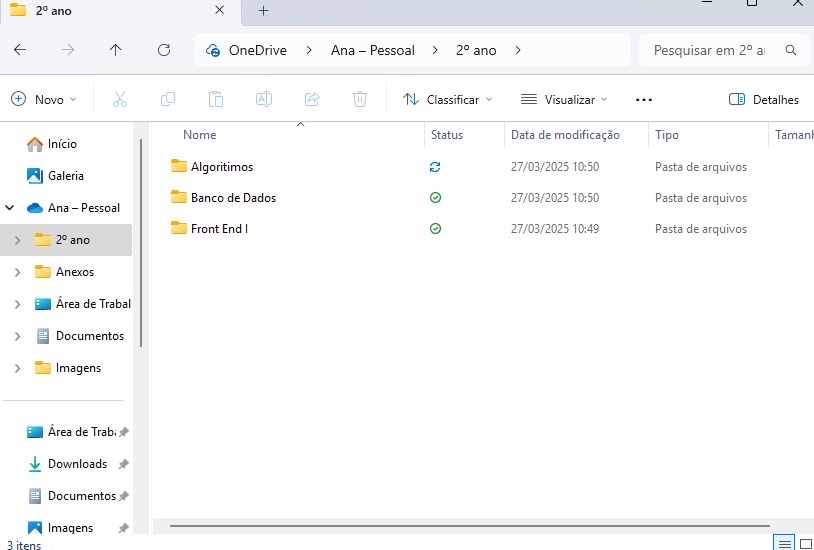 2º ano
OneDrive Ana – Pessoal 2º ano Pesquisar em 2º a
Novo Classificar Visualizar Detalhes
Nome Status Data de modificação Tipo Tamanh
Algoritimos 27/03/2025 10:50 Pasta de arquivos
Banco de Dados 27/03/2025 10:50 Pasta de arquivos
Front End I 27/03/2025 10:49 Pasta de arquivos
Início
Galeria
Ana – Pessoal
2º ano
Anexos
Área de Trabal
Documentos
Imagens
Área de Trab
Downloads
Documentos
Imagens
3 itens